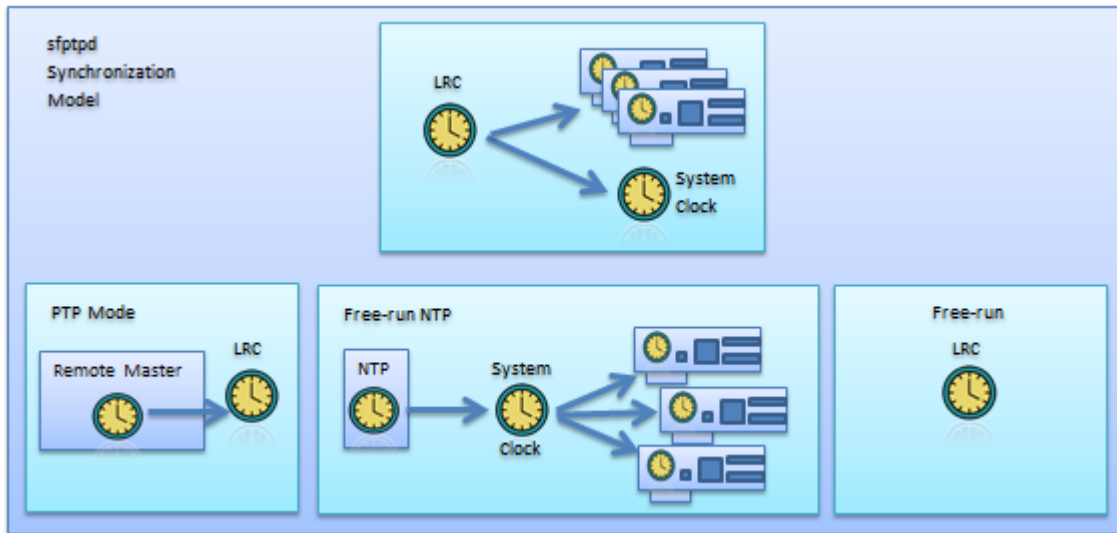 sfptpd
Synchronization
Model
LRC
System
Clock
PTP Mode
Remote Master
LRC
Free-run NTP
NTP
System
Clock
Free-run
LRC